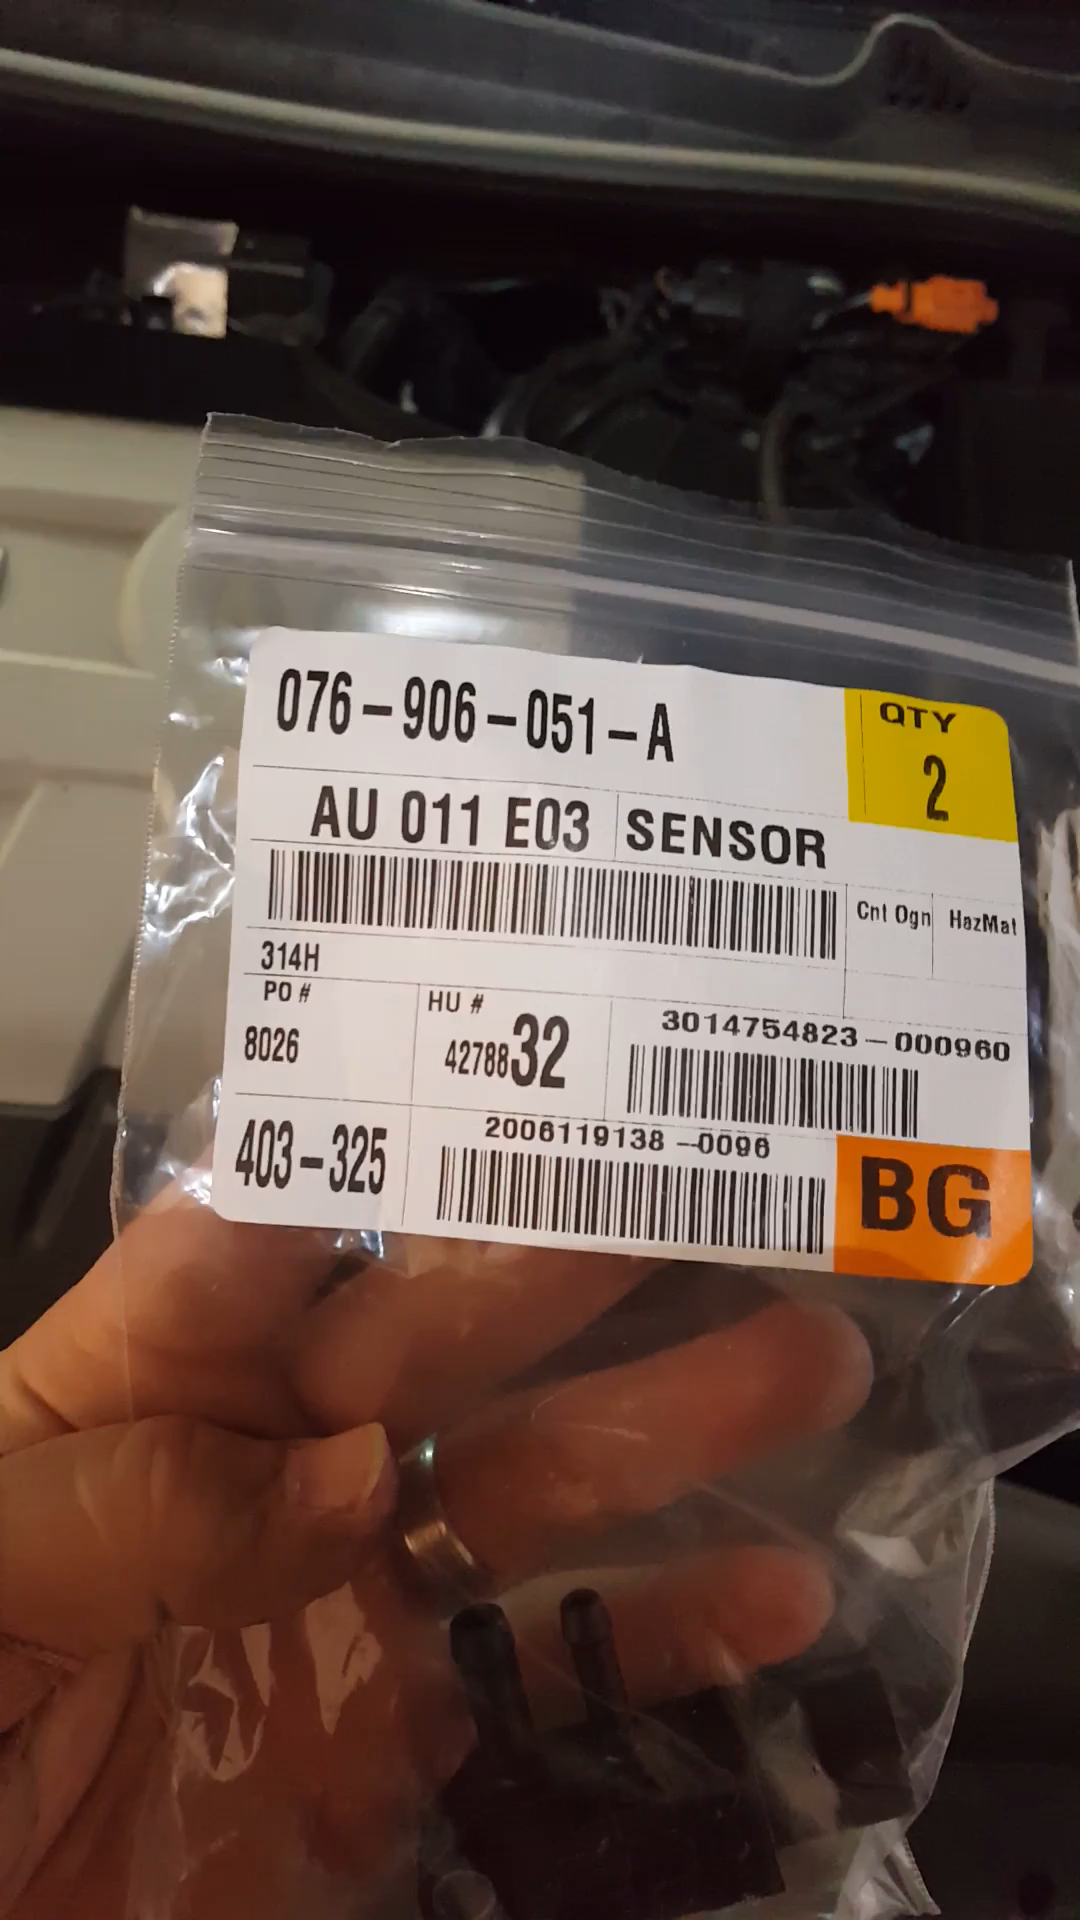 076-906-051-A
QTY
2
AU 011 E03 SENSOR
Cnt Ogn HazMat
314H
PO #
8026
HU #
4278832
3014754823-000960
403-325
2006119138-0096
BG